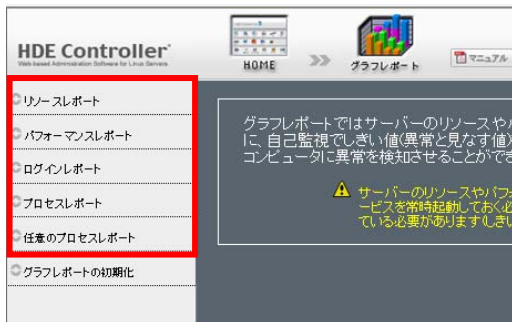 HDE Controller
Web-based Administration Software for Linux Servers
HOME
グラフレポート
マニュアル
リソースレポート
パフォーマンスレポート
ログインレポート
プロセスレポート
任意のプロセスレポート
グラフレポートの初期化
グラフレポートではサーバーのリソースや
に、自己監視でしきい値(異常と見なす値)
コンピュータに異常を検知させることができ
サーバーのリソースやパフォ
ービスを常時起動しておく必
ている必要があります(しきい